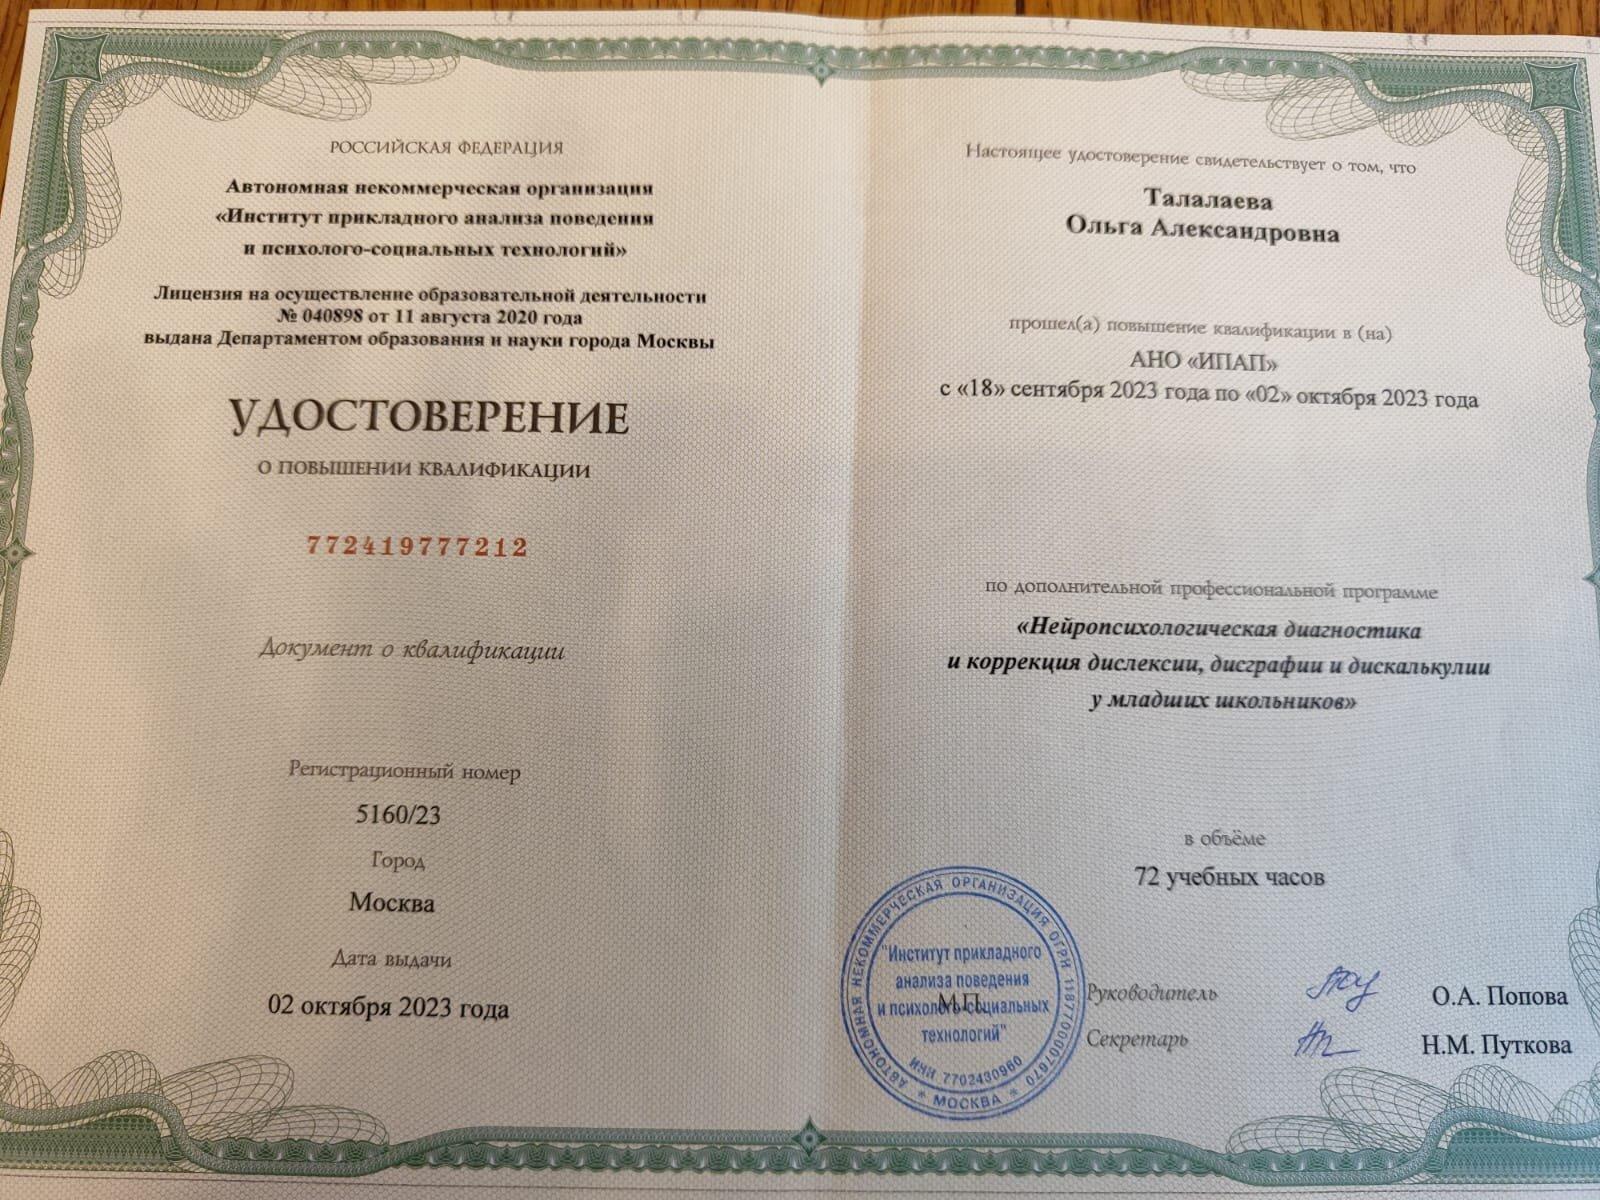 РОССИЙСКАЯ ФЕДЕРАЦИЯ
Автономная некоммерческая организация
«Институт прикладного анализа поведения
и психолого-социальных технологий»
Лицензия на осуществление образовательной деятельности
№ 040898 от 11 августа 2020 года
выдана Департаментом образования и науки города Москвы
УДОСТОВЕРЕНИЕ
О ПОВЫШЕНИИ КВАЛИФИКАЦИИ
772419777212
Документ о квалификации
Регистрационный номер
5160/23
Город
Москва
Дата выдачи
02 октября 2023 года
Настоящее удостоверение свидетельствует о том, что
Талалаева
Ольга Александровна
прошел(а) повышение квалификации в (на)
АНО «ИПАП»
с «18» сентября 2023 года по «02» октября 2023 года
по дополнительной профессиональной программе
«Нейропсихологическая диагностика
и коррекция дислексии, дисграфии и дискалькулии
у младших школьников»
в объёме
72 учебных часов
АВТОНОМНАЯ НЕКОММЕРЧЕСКАЯ ОРГАНИЗАЦИЯ ОГРН 1187700007670
"Институт прикладного
анализа поведения
и психолого-социальных
технологий"
ИНН 7702430960
* МОСКВА *
М.П.
Руководитель
О.А. Попова
Секретарь
Н.М. Путкова